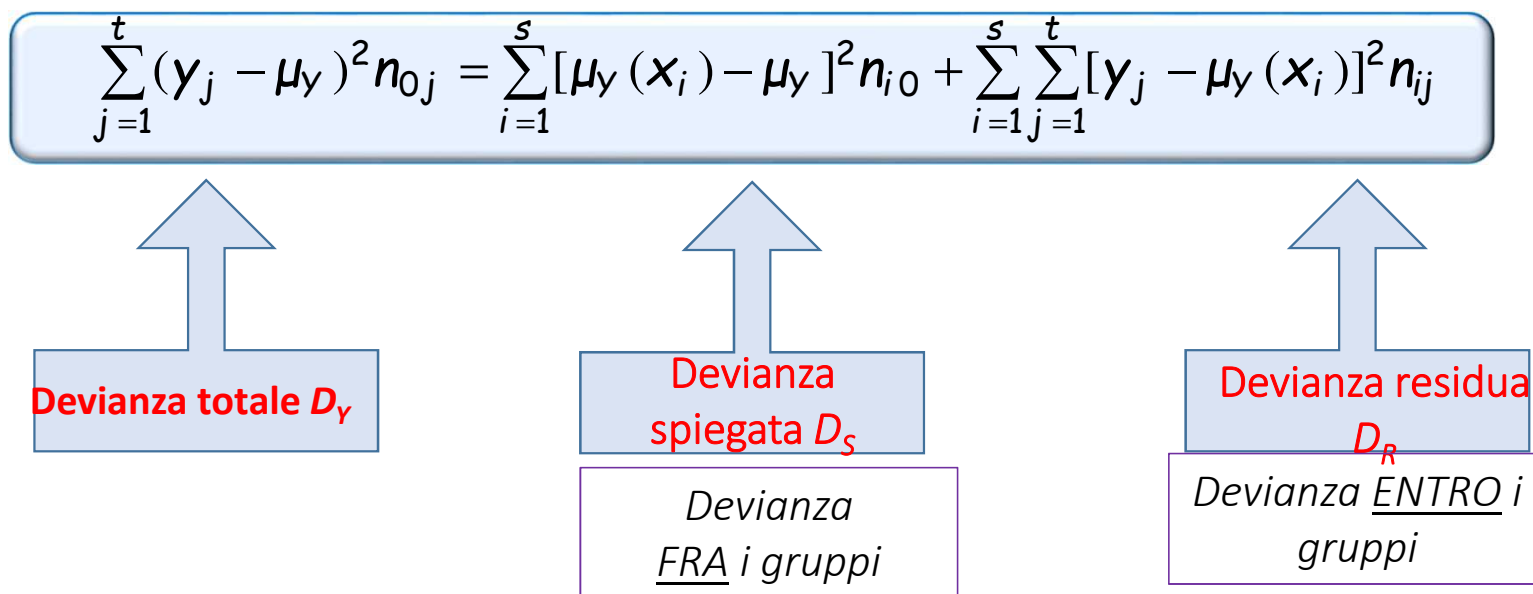 ∑_{j=1}^{t} (y_j − μ_Y)² n_{0j} = ∑_{i=1}^{s} [μ_Y (x_i) − μ_Y]² n_{i0} + ∑_{i=1}^{s} ∑_{j=1}^{t} [y_j − μ_Y (x_i)]² n_{ij}
Devianza totale D_Y
Devianza
spiegata D_S
Devianza
FRA i gruppi
Devianza residua
D_R
Devianza ENTRO i
gruppi